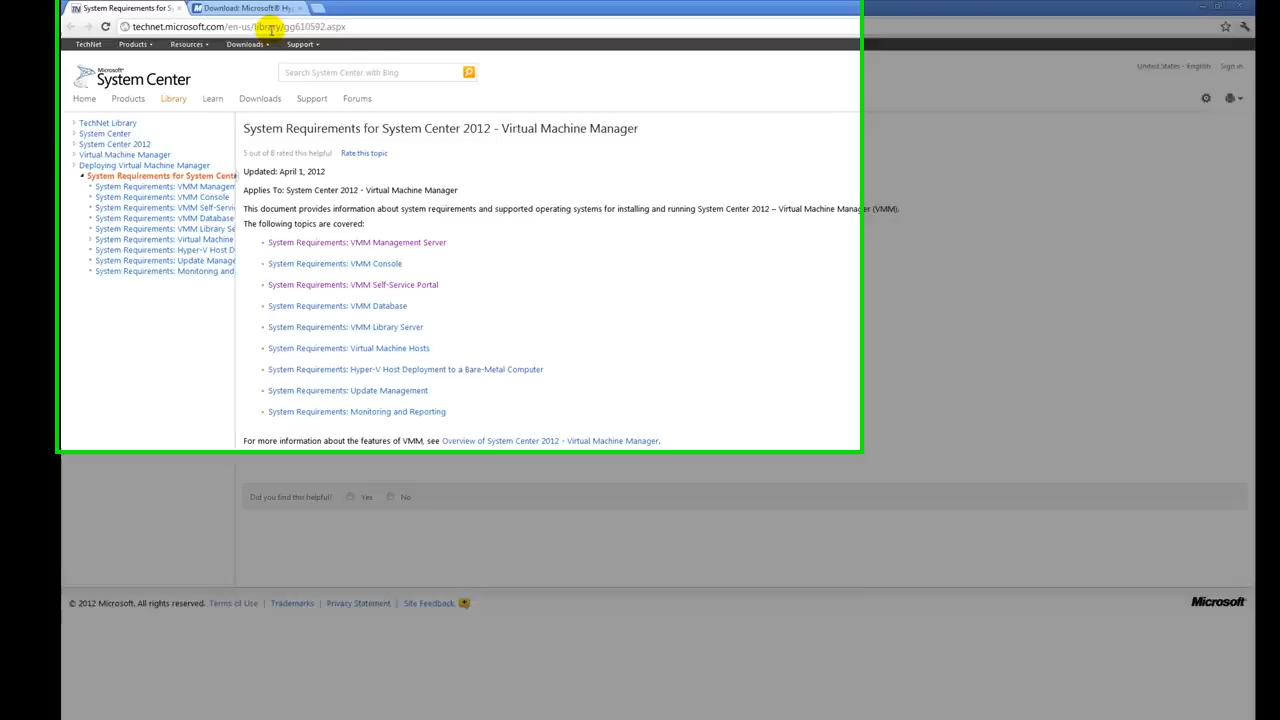 System Requirements for Sy
Download: Microsoft® Hy
technet.microsoft.com/en-us/library/gg610592.aspx
TechNet Products Resources Downloads Support
United States - English Sign in
Microsoft®
System Center
Search System Center with Bing
Home Products Library Learn Downloads Support Forums
TechNet Library
System Center
System Center 2012
Virtual Machine Manager
Deploying Virtual Machine Manager
System Requirements for System Cent
System Requirements: VMM Managem
System Requirements: VMM Console
System Requirements: VMM Self-Servi
System Requirements: VMM Database
System Requirements: VMM Library Se
System Requirements: Virtual Machine
System Requirements: Hyper-V Host D
System Requirements: Update Manage
System Requirements: Monitoring and
System Requirements for System Center 2012 - Virtual Machine Manager
5 out of 8 rated this helpful Rate this topic
Updated: April 1, 2012
Applies To: System Center 2012 - Virtual Machine Manager
This document provides information about system requirements and supported operating systems for installing and running System Center 2012 – Virtual Machine Manager (VMM).
The following topics are covered:
System Requirements: VMM Management Server
System Requirements: VMM Console
System Requirements: VMM Self-Service Portal
System Requirements: VMM Database
System Requirements: VMM Library Server
System Requirements: Virtual Machine Hosts
System Requirements: Hyper-V Host Deployment to a Bare-Metal Computer
System Requirements: Update Management
System Requirements: Monitoring and Reporting
For more information about the features of VMM, see Overview of System Center 2012 - Virtual Machine Manager.
Did you find this helpful? Yes No
© 2012 Microsoft. All rights reserved. Terms of Use | Trademarks | Privacy Statement | Site Feedback
Microsoft